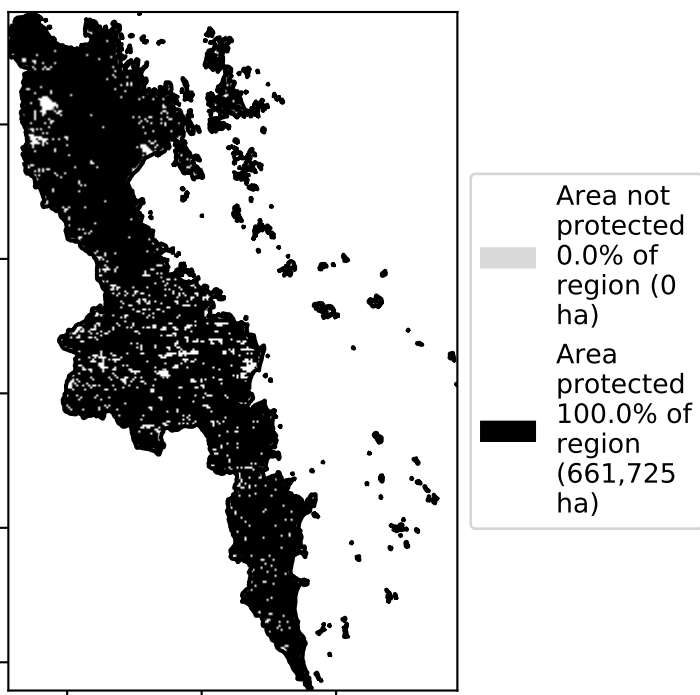 Area not
protected
0.0% of
region (0
ha)
Area
protected
100.0% of
region
(661,725
ha)